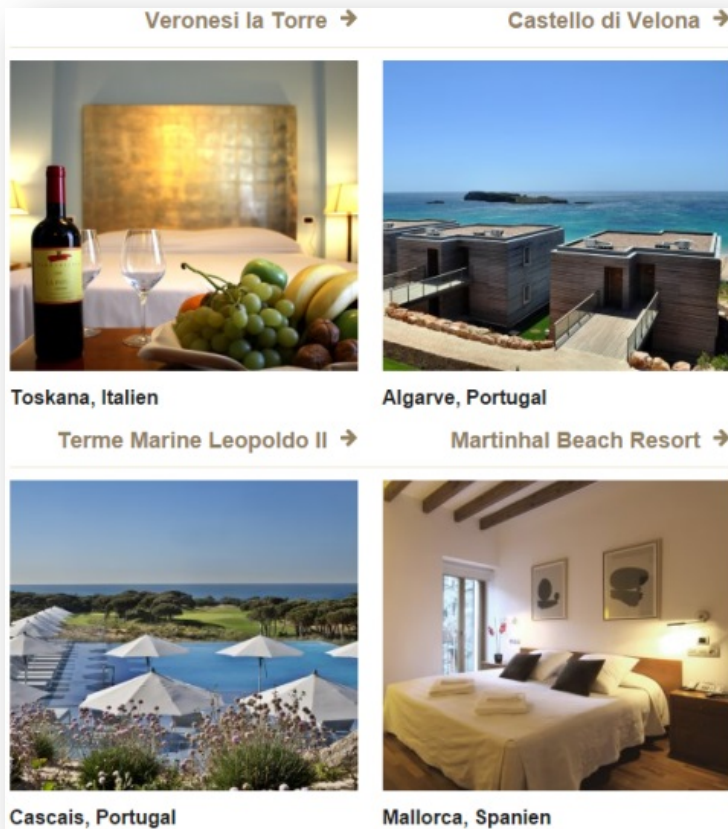 Veronesi la Torre →
Castello di Velona →
Toskana, Italien
Algarve, Portugal
Terme Marine Leopoldo II →
Martinhal Beach Resort →
Cascais, Portugal
Mallorca, Spanien